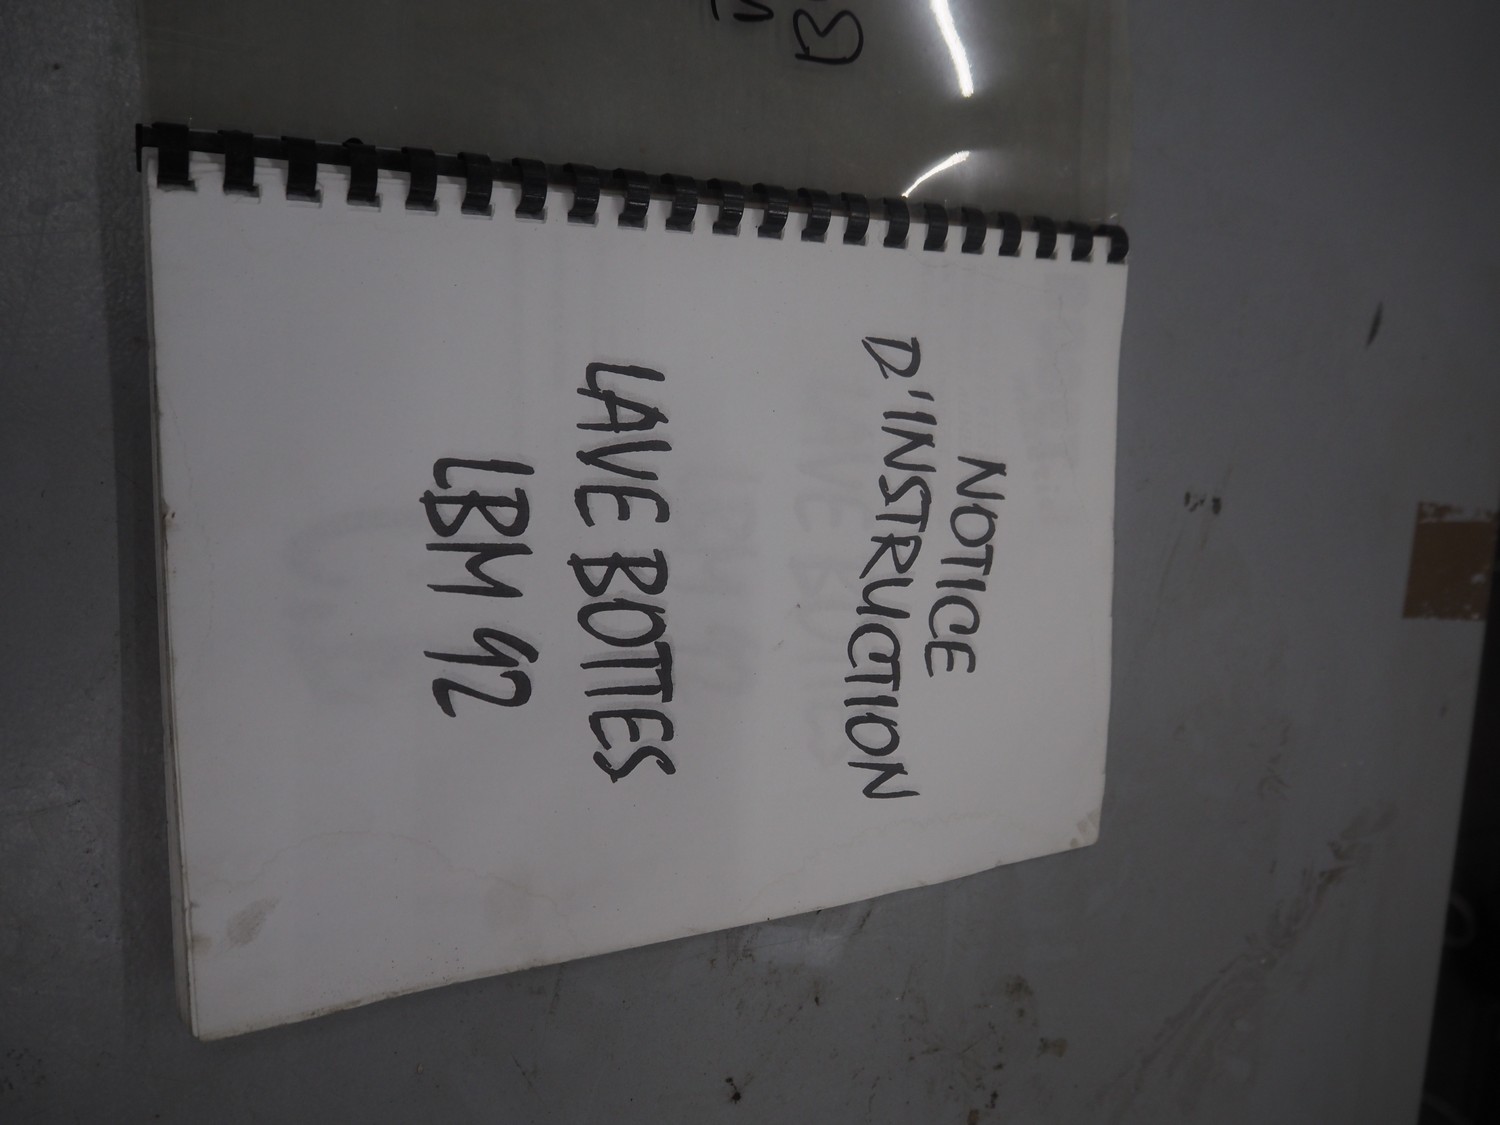 NOTICE
D'INSTRUCTION
LAVE BOTTES
LBM 92